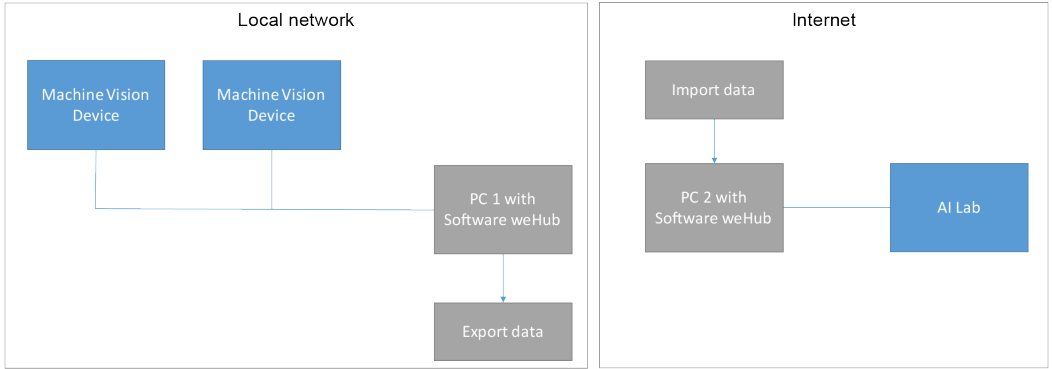 Local network
Machine Vision
Device
Machine Vision
Device
PC 1 with
Software weHub
Export data
Internet
Import data
PC 2 with
Software weHub
AI Lab